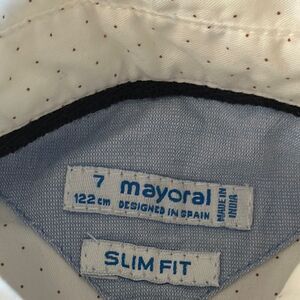 7 mayoral
122 cm DESIGNED IN SPAIN
MADE IN INDIA
SLIM FIT